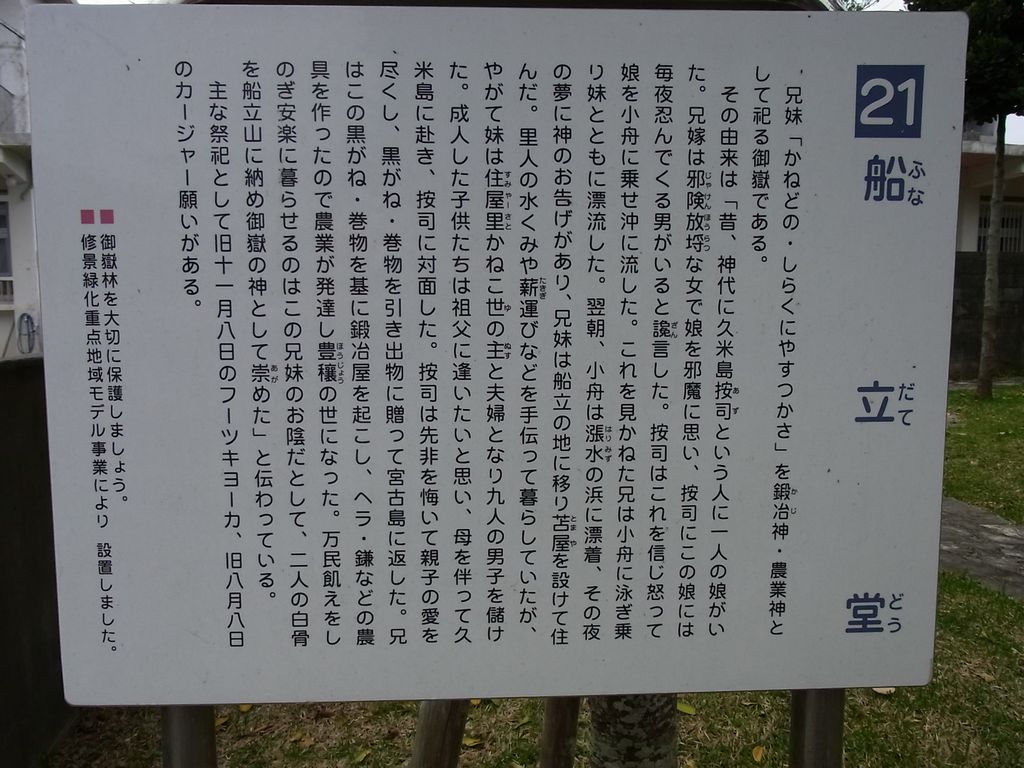 21 船立堂
ふな だて どう
兄妹「かねどの・しらくにやすつかさ」を鍛冶神・農業神と
して祀る御嶽である。
その由来は「昔、神代に久米島按司という人に一人の娘がい
た。兄嫁は邪険放埓な女で娘を邪魔に思い、按司にこの娘には
毎夜忍んでくる男がいると讒言した。按司はこれを信じ怒って
娘を小舟に乗せ沖に流した。これを見かねた兄は小舟に泳ぎ乗
り妹とともに漂流した。翌朝、小舟は漲水の浜に漂着、その夜
の夢に神のお告げがあり、兄妹は船立の地に移り苫屋を設けて住
んだ。里人の水くみや薪運びなどを手伝って暮らしていたが、
やがて妹は住屋里かねこ世の主と夫婦となり九人の男子を儲け
た。成人した子供たちは祖父に逢いたいと思い、母を伴って久
米島に赴き、按司に対面した。按司は先非を悔いて親子の愛を
尽くし、黒がね・巻物を引き出物に贈って宮古島に返した。兄
はこの黒がね・巻物を基に鍛冶屋を起こし、ヘラ・鎌などの農
具を作ったので農業が発達し豊穰の世になった。万民飢えをし
のぎ安楽に暮らせるのはこの兄妹のお陰だとして、二人の白骨
を船立山に納め御嶽の神として崇めた」と伝わっている。
主な祭祀として旧十一月八日のフーツキヨーカ、旧八月八日
のカージャー願いがある。
■御嶽林を大切に保護しましょう。
■修景緑化重点地域モデル事業により 設置しました。